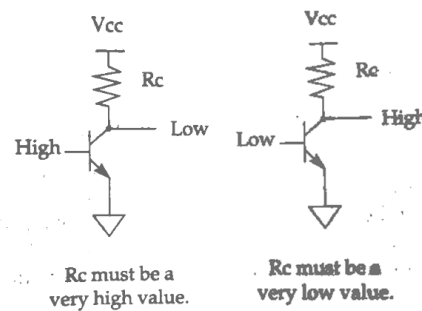 Vcc
Rc
High
Low
Rc must be a
very high value.
Vcc
Rc
Low
High
Rc must be a
very low value.